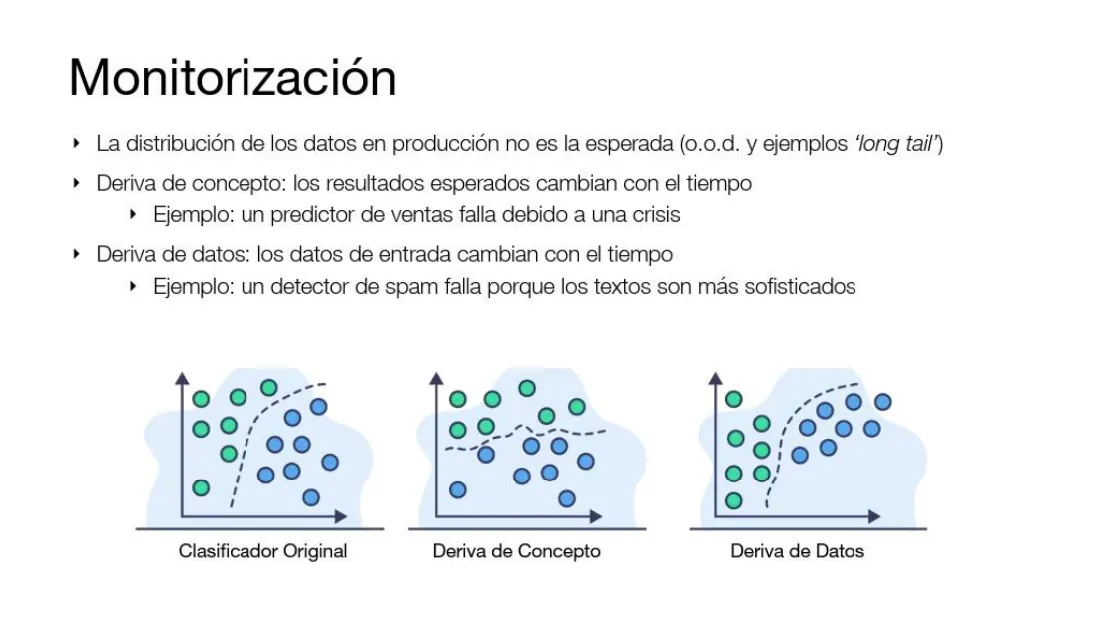 Monitorización
La distribución de los datos en producción no es la esperada (o.o.d. y ejemplos ‘long tail’)
Deriva de concepto: los resultados esperados cambian con el tiempo
Ejemplo: un predictor de ventas falla debido a una crisis
Deriva de datos: los datos de entrada cambian con el tiempo
Ejemplo: un detector de spam falla porque los textos son más sofisticados
Clasificador Original
Deriva de Concepto
Deriva de Datos